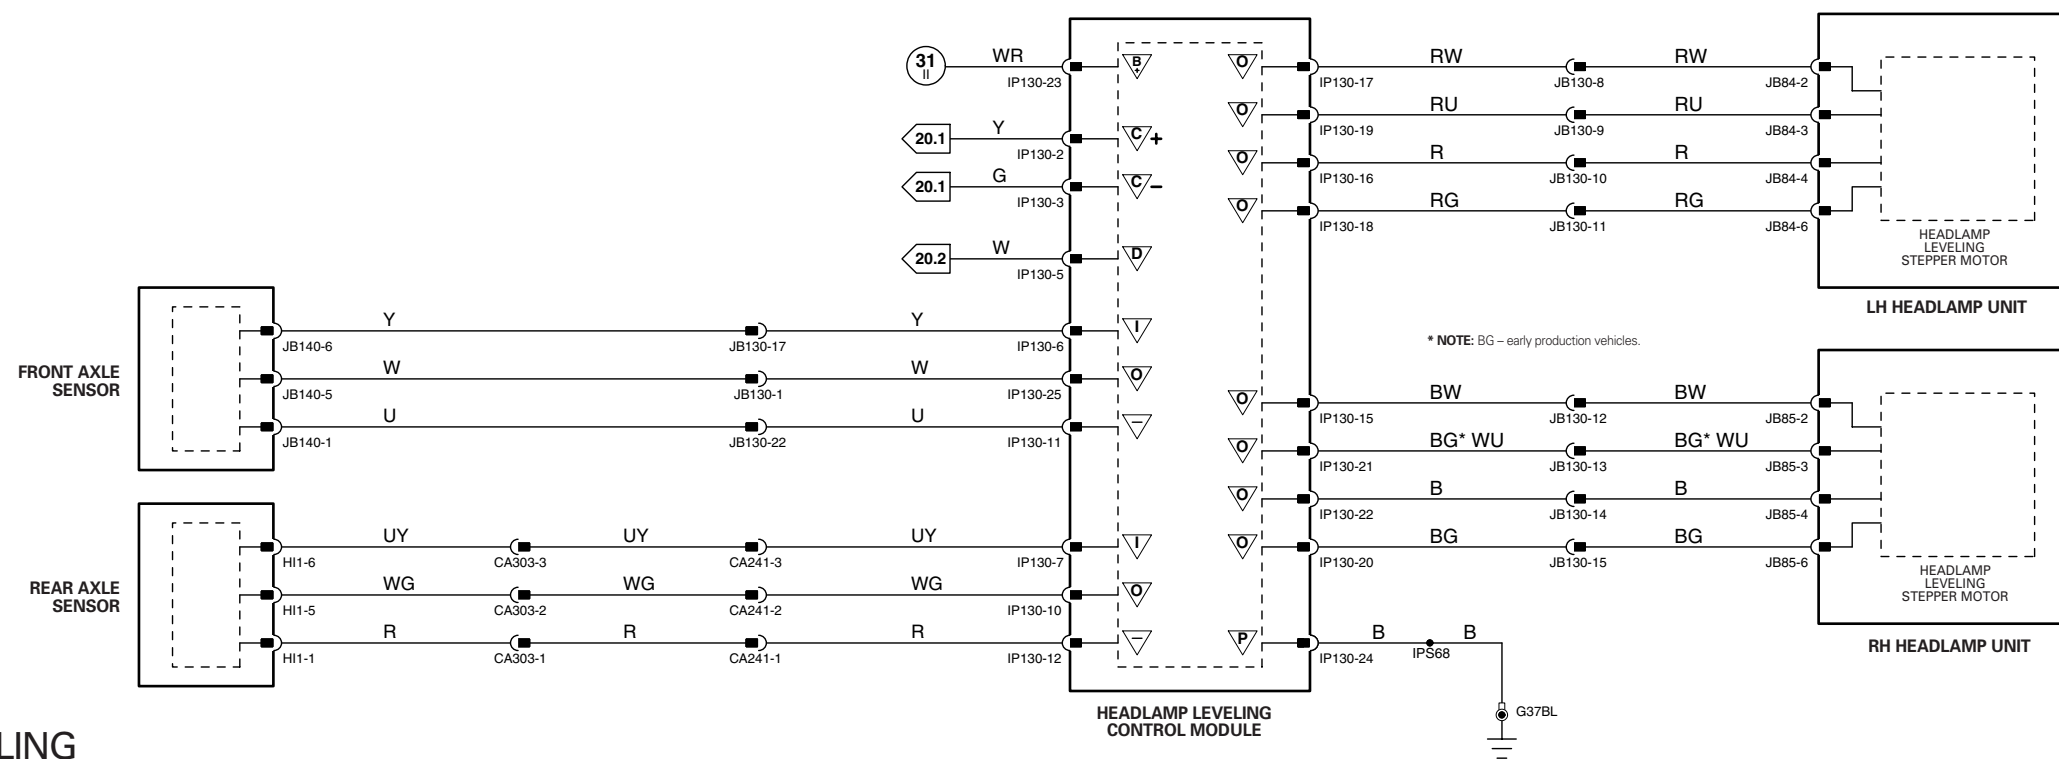 31
II
WR
IP130-23
B
+
20.1
Y
IP130-2
C +
20.1
G
IP130-3
C –
20.2
W
IP130-5
D
FRONT AXLE
SENSOR
Y
JB140-6
JB130-17
Y
IP130-6
I
W
JB140-5
JB130-1
W
IP130-25
O
U
JB140-1
JB130-22
U
IP130-11
–
REAR AXLE
SENSOR
UY
HI1-6
CA303-3
UY
CA241-3
UY
IP130-7
I
WG
HI1-5
CA303-2
WG
CA241-2
WG
IP130-10
O
R
HI1-1
CA303-1
R
CA241-1
R
IP130-12
–
HEADLAMP LEVELING
CONTROL MODULE
O
IP130-17
RW
JB130-8
RW
JB84-2
O
IP130-19
RU
JB130-9
RU
JB84-3
O
IP130-16
R
JB130-10
R
JB84-4
O
IP130-18
RG
JB130-11
RG
JB84-6
HEADLAMP
LEVELING
STEPPER MOTOR
LH HEADLAMP UNIT
* NOTE: BG – early production vehicles.
O
IP130-15
BW
JB130-12
BW
JB85-2
O
IP130-21
BG* WU
JB130-13
BG* WU
JB85-3
O
IP130-22
B
JB130-14
B
JB85-4
O
IP130-20
BG
JB130-15
BG
JB85-6
HEADLAMP
LEVELING
STEPPER MOTOR
RH HEADLAMP UNIT
P
IP130-24
B
IPS68
B
G37BL
LING